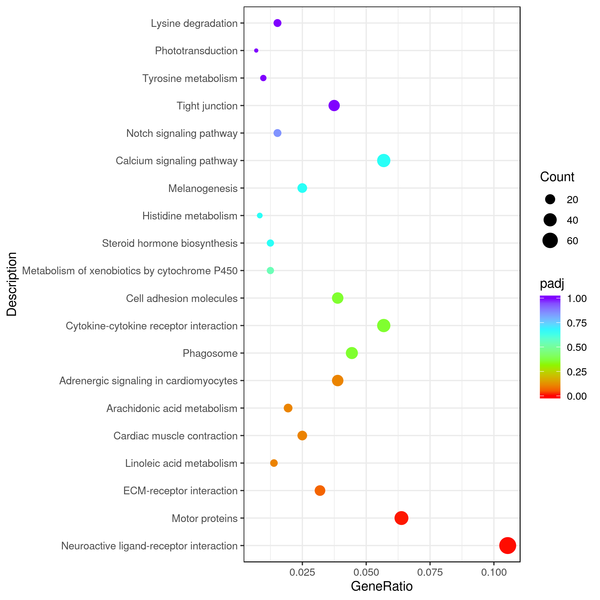 Lysine degradation
Phototransduction
Tyrosine metabolism
Tight junction
Notch signaling pathway
Calcium signaling pathway
Melanogenesis
Histidine metabolism
Steroid hormone biosynthesis
Metabolism of xenobiotics by cytochrome P450
Cell adhesion molecules
Cytokine-cytokine receptor interaction
Phagosome
Adrenergic signaling in cardiomyocytes
Arachidonic acid metabolism
Cardiac muscle contraction
Linoleic acid metabolism
ECM-receptor interaction
Motor proteins
Neuroactive ligand-receptor interaction
Description
0.025 0.050 0.075 0.100
GeneRatio
Count
20
40
60
padj
1.00
0.75
0.50
0.25
0.00